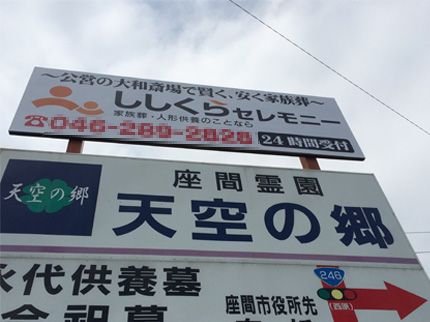 ～公営の大和斎場で賢く、安く家族葬～
ししくらセレモニー
家族葬・人形供養のことなら
☎046-289-2828 24時間受付
座間霊園
天空の郷
天空の郷
永代供養墓
246
座間市役所先